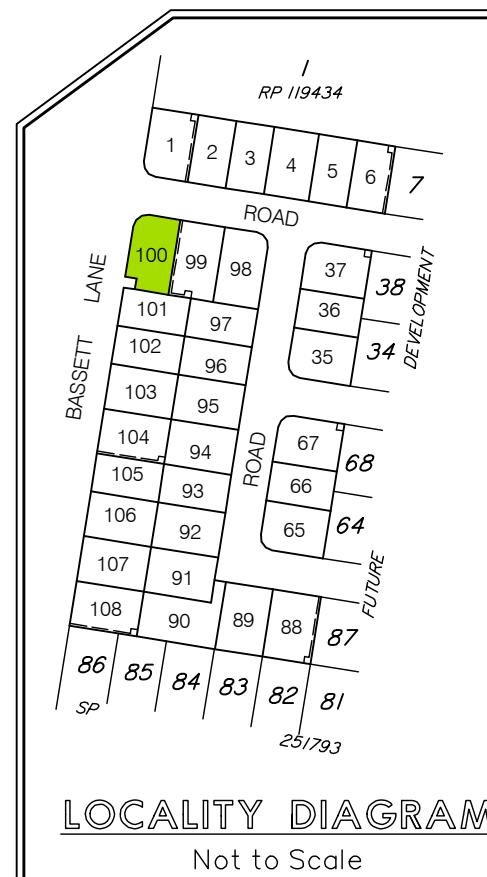 1
RP 119434
1 2 3 4 5 6 7
ROAD
100 99 98
37
38
36
34
35
DEVELOPMENT
BASSETT LANE
101
97
102
96
103
95
104
94
ROAD
67
68
66
64
65
105
93
106
92
107
91
108
90
89
88
87
FUTURE
86 85 84 83 82 81
SP
251793
LOCALITY DIAGRAM
Not to Scale